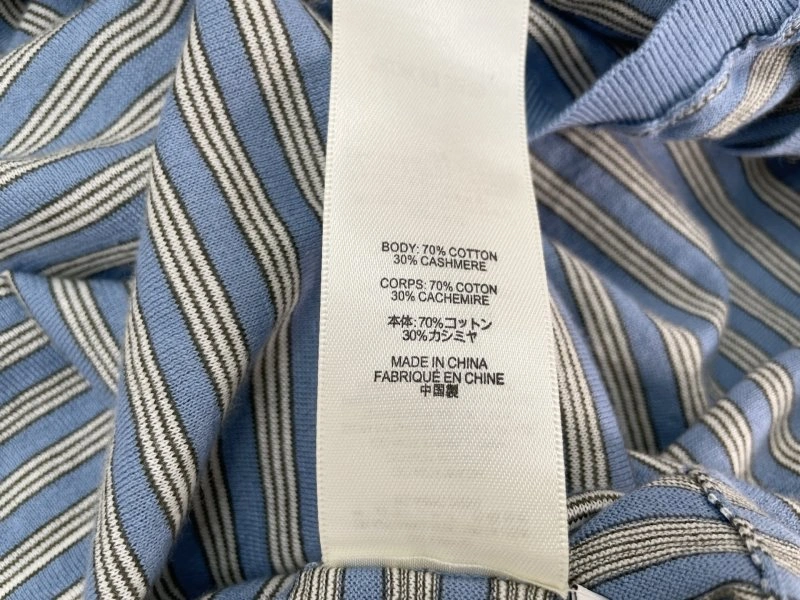 BODY: 70% COTTON
30% CASHMERE
CORPS: 70% COTON
30% CACHEMIRE
本体: 70%コットン
30%カシミヤ
MADE IN CHINA
FABRIQUÉ EN CHINE
中国製